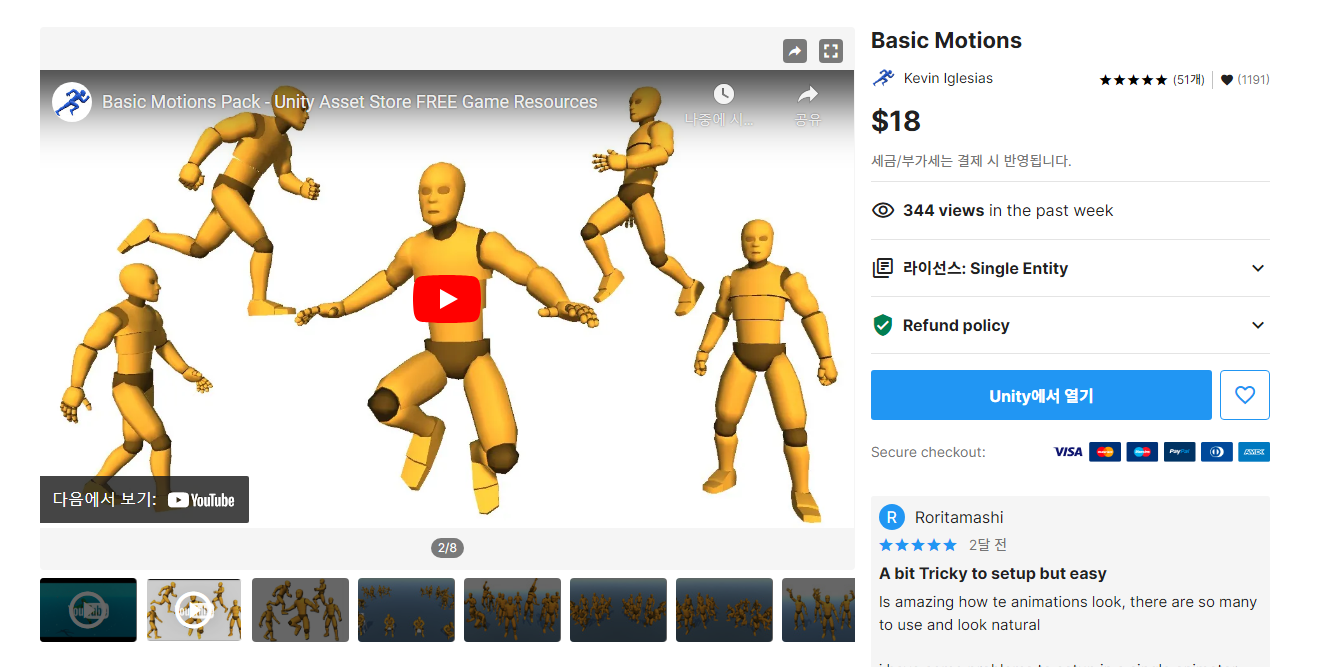 Basic Motions Pack - Unity Asset Store FREE Game Resources
나중에 시...
공유
다음에서 보기: YouTube
2/8
Basic Motions
Kevin Iglesias
(51개)
(1191)
$18
세금/부가세는 결제 시 반영됩니다.
344 views in the past week
라이선스: Single Entity
Refund policy
Unity에서 열기
Secure checkout:
VISA
PayPal
AMEX
R
Roritamashi
2달 전
A bit Tricky to setup but easy
Is amazing how te animations look, there are so many
to use and look natural